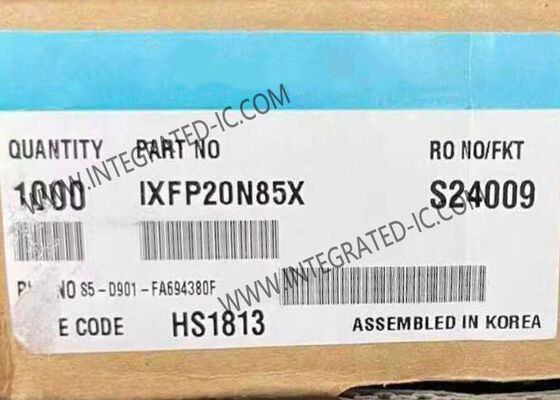 QUANTITY PART NO RO NO/FKT
1000 IXFP20N85X S24009
NO S5-D901-FA694380F
E CODE HS1813 ASSEMBLED IN KOREA
WWW.INTEGRATED-IC.COM
WWW.INTEGRATED-IC.COM